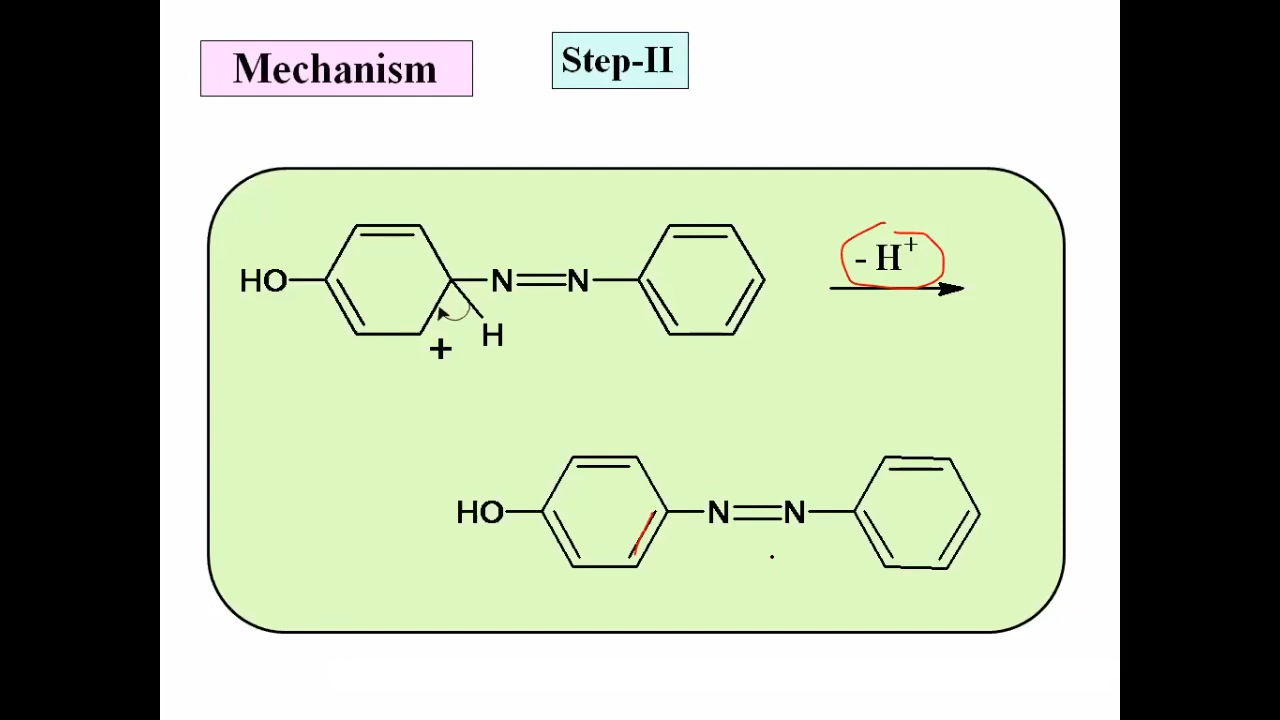 Mechanism
Step-II
HO N N
H
+
- H⁺
HO N N